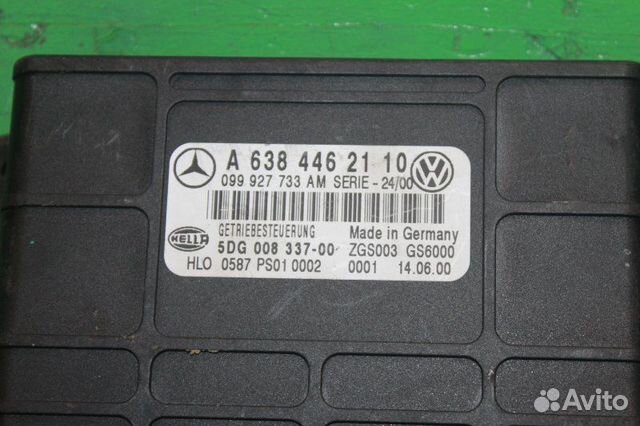 A 638 446 21 10
099 927 733 AM SERIE - 24/00
GETRIEBESTEUERUNG Made in Germany
HELLA 5DG 008 337-00 ZGS003 GS6000
HLO 0587 PS01 0002 0001 14.06.00
Avito